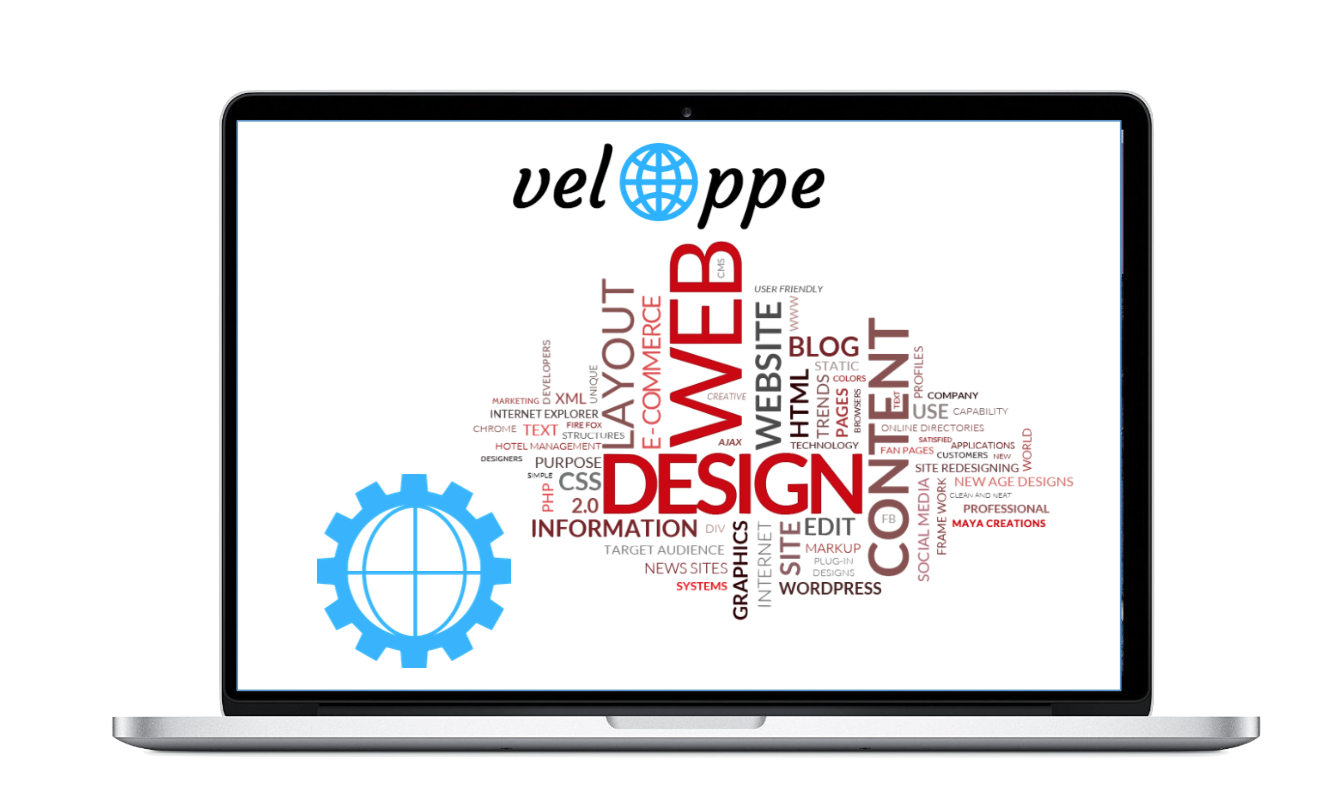 veloppe
WEB
CMS
USER FRIENDLY
WWW
LAYOUT
E-COMMERCE
WEBSITE
BLOG
STATIC
COLORS
HTML
TRENDS
PAGES
BROWSERS
CONTENT
TEXT
PROFILES
DEVELOPERS
UNIQUE
MARKETING
XML
INTERNET EXPLORER
CREATIVE
CHROME
TEXT
FIRE FOX
STRUCTURES
AJAX
HOTEL MANAGEMENT
TECHNOLOGY
COMPANY
USE
CAPABILITY
ONLINE DIRECTORIES
SATISFIED
FAN PAGES
APPLICATIONS
CUSTOMERS
NEW
WORLD
DESIGNERS
PURPOSE
SIMPLE
CSS
PHP
2.0
DESIGN
SITE REDESIGNING
NEW AGE DESIGNS
CLEAN AND NEAT
SOCIAL MEDIA
FRAME WORK
PROFESSIONAL
MAYA CREATIONS
FB
INFORMATION
DIV
GRAPHICS
INTERNET
SITE
EDIT
TARGET AUDIENCE
MARKUP
NEWS SITES
PLUG-IN
DESIGNS
SYSTEMS
WORDPRESS